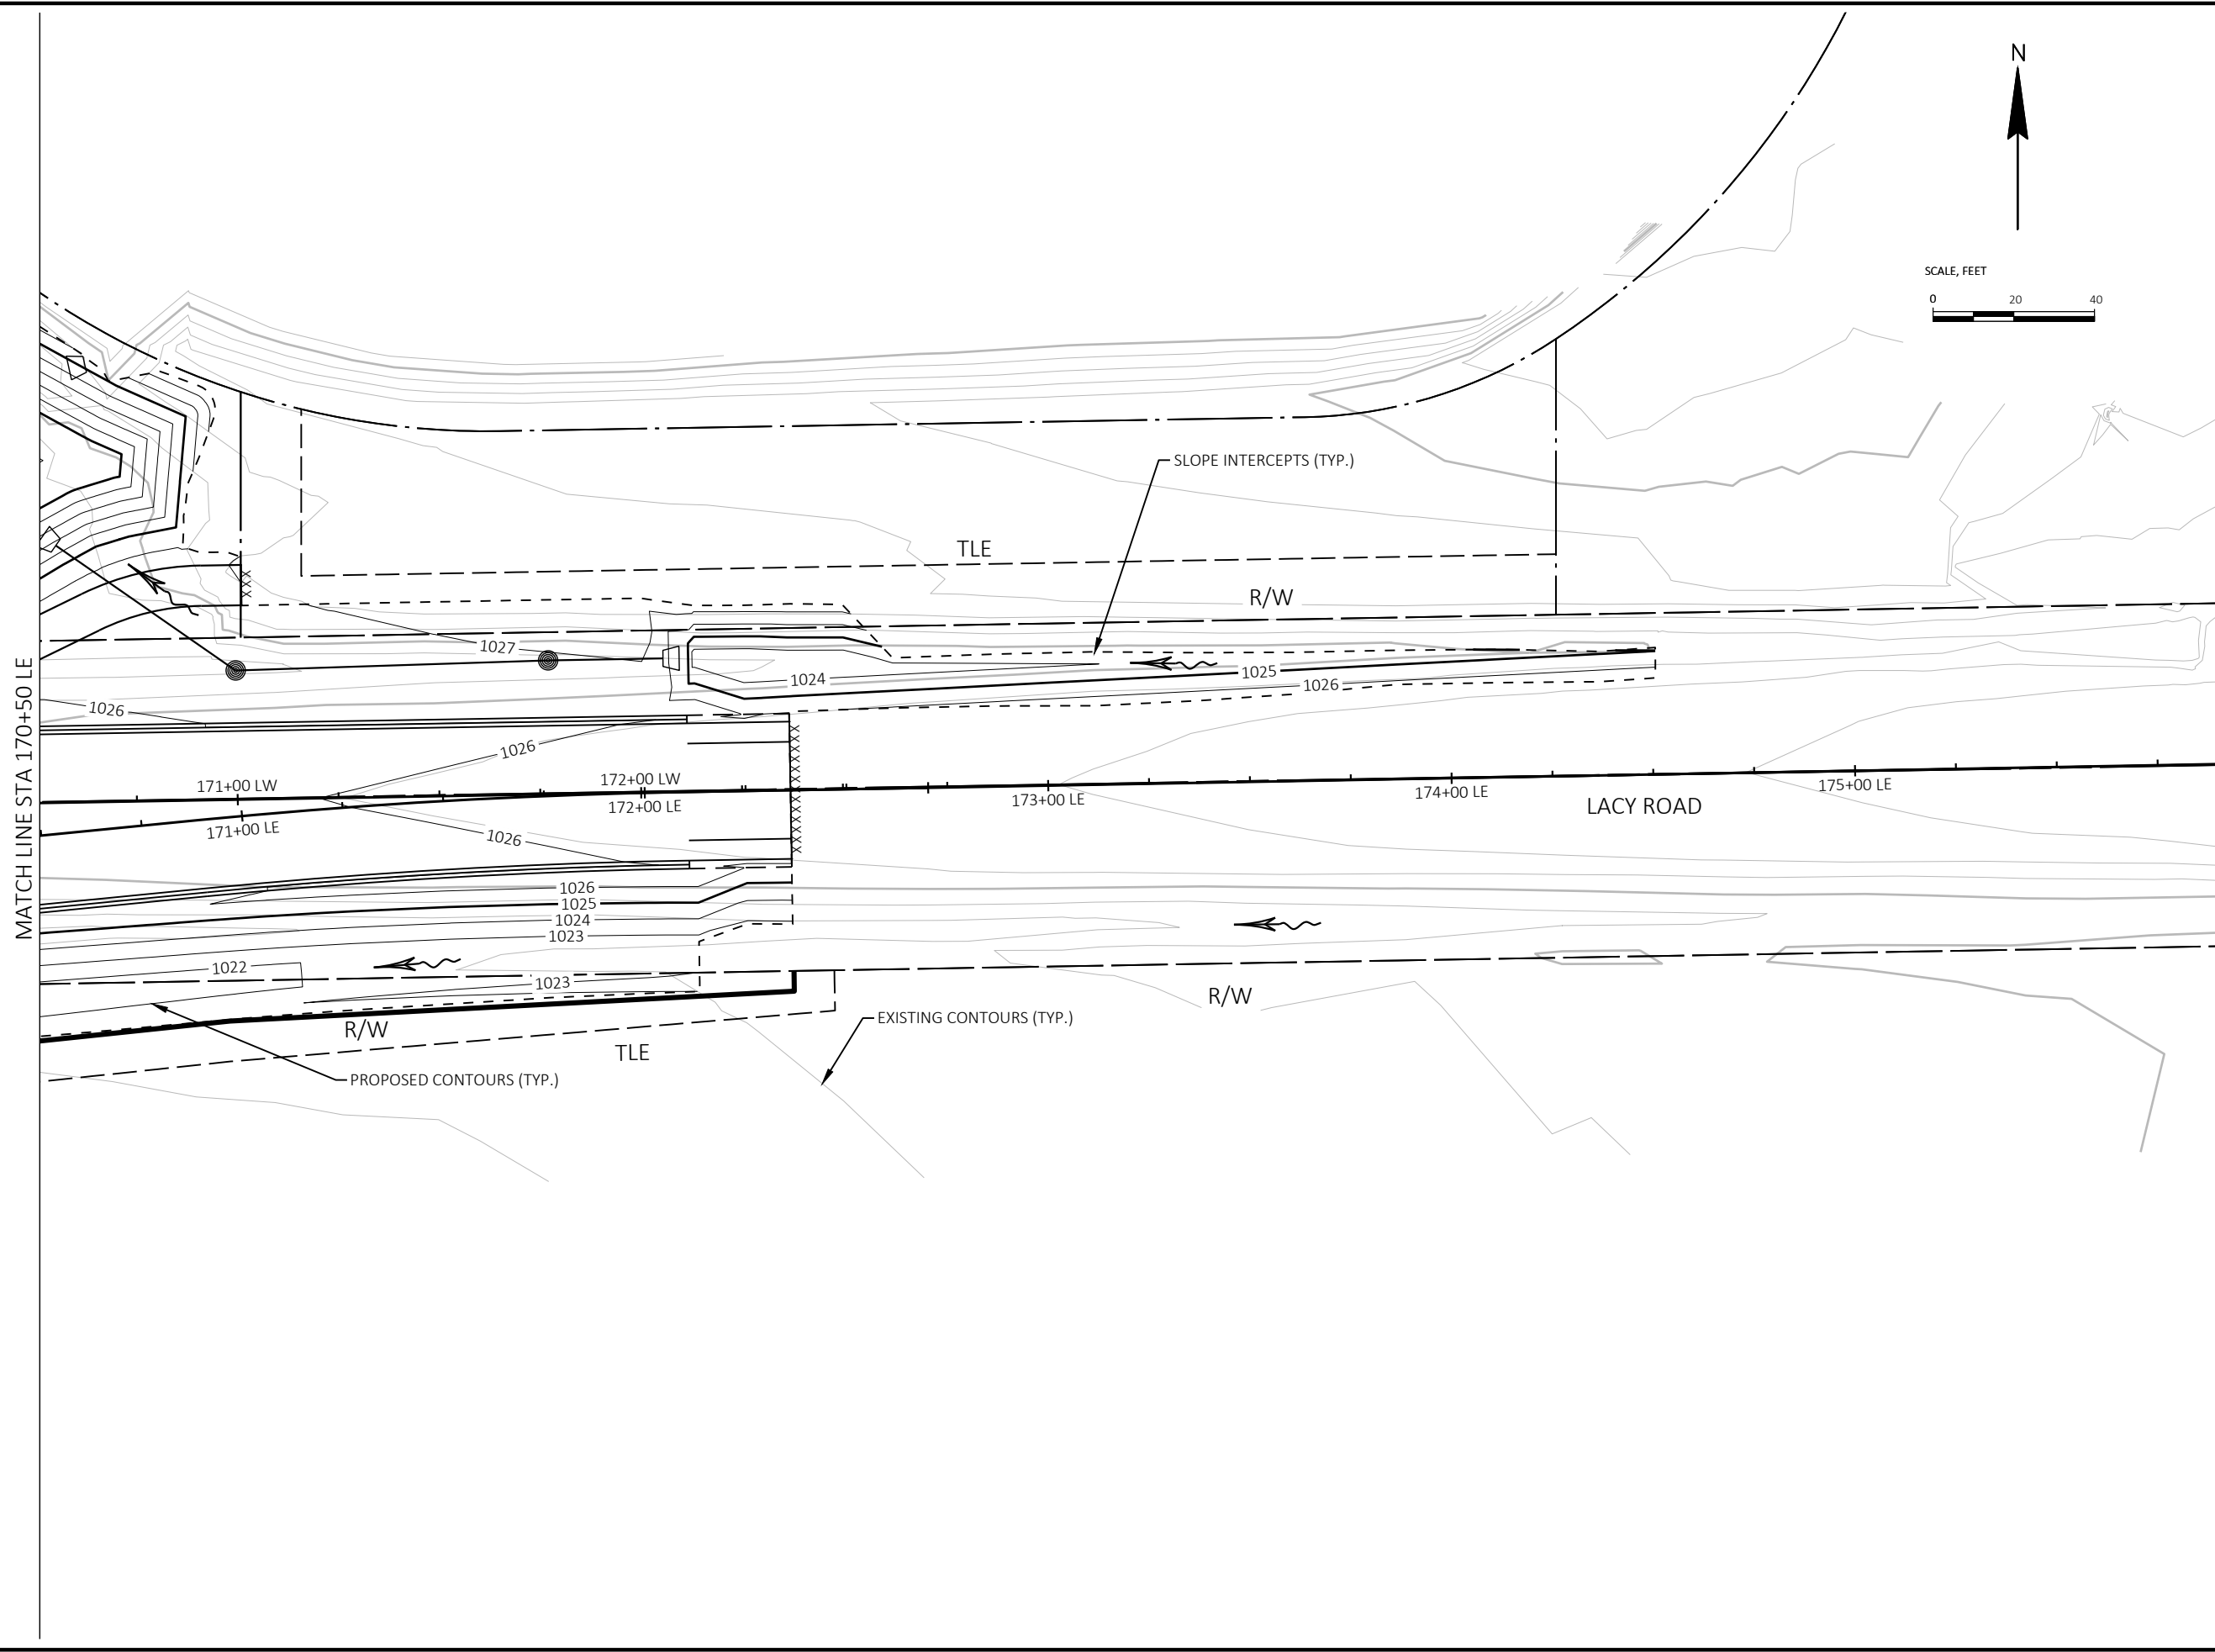 N
SCALE, FEET
0 20 40
SLOPE INTERCEPTS (TYP.)
TLE
R/W
1027
1024
1025
1026
1026
1026
MATCH LINE STA 170+50 LE
171+00 LW
172+00 LW
171+00 LE
172+00 LE
173+00 LE
174+00 LE
175+00 LE
LACY ROAD
1026
1026
1025
1024
1023
1022
1023
R/W
R/W
TLE
EXISTING CONTOURS (TYP.)
PROPOSED CONTOURS (TYP.)